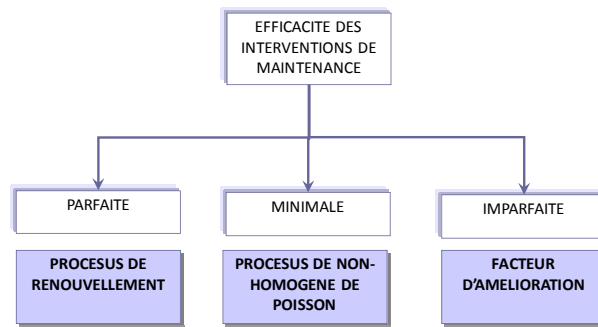 EFFICACITE DES
INTERVENTIONS DE
MAINTENANCE
PARFAITE
MINIMALE
IMPARFAITE
PROCESUS DE
RENOUVELLEMENT
PROCESUS DE NON-
HOMOGENE DE
POISSON
FACTEUR
D'AMELIORATION